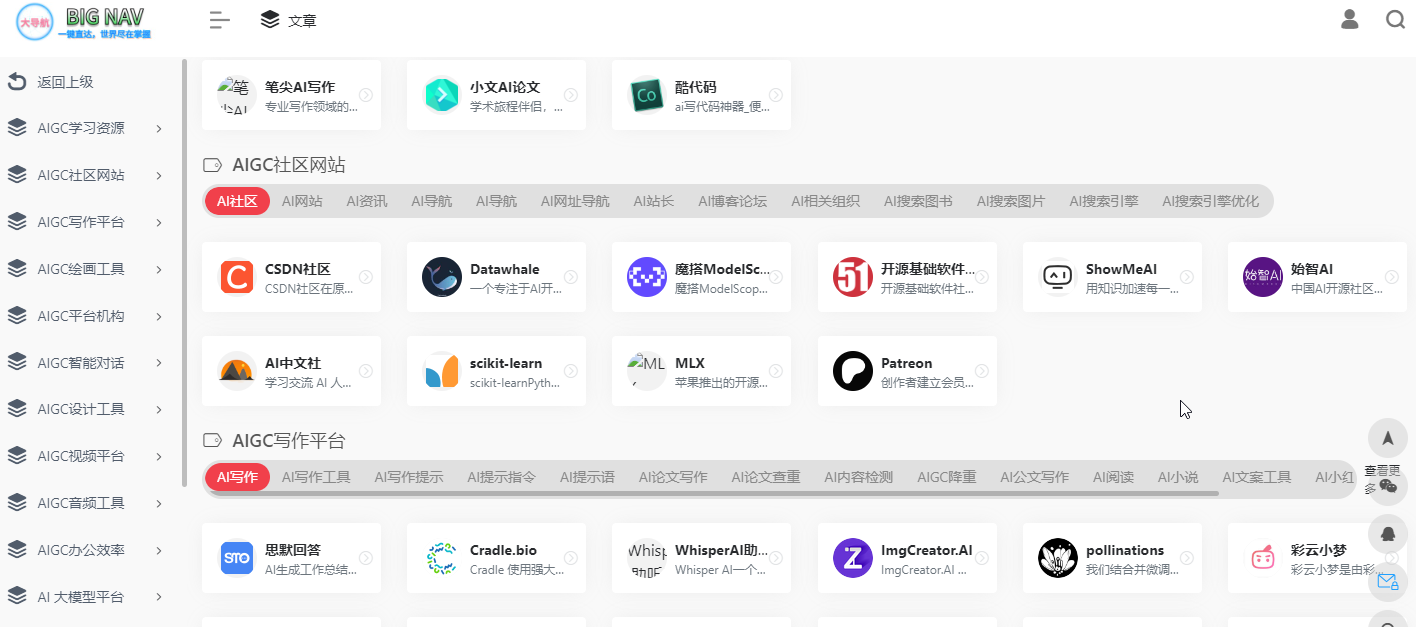 大导航 BIG NAV
一键直达，世界尽在掌握
文章
返回上级
AIGC学习资源
AIGC社区网站
AIGC写作平台
AIGC绘画工具
AIGC平台机构
AIGC智能对话
AIGC设计工具
AIGC视频平台
AIGC音频工具
AIGC办公效率
AI 大模型平台
笔尖AI写作
专业写作领域的...
小文AI论文
学术旅程伴侣，...
Co
酷代码
ai写代码神器_便...
AIGC社区网站
AI社区 AI网站 AI资讯 AI导航 AI导航 AI网址导航 AI站长 AI博客论坛 AI相关组织 AI搜索图书 AI搜索图片 AI搜索引擎 AI搜索引擎优化
C
CSDN社区
CSDN社区在原...
Datawhale
一个专注于AI开...
魔搭ModelSc...
魔搭ModelScop...
51
开源基础软件...
开源基础软件社...
ShowMeAI
用知识加速每一...
始智AI
始智AI
中国AI开源社区...
AI中文社
学习交流 AI 人...
scikit-learn
scikit-learnPyth...
ML
MLX
苹果推出的开源...
Patreon
创作者建立会员...
AIGC写作平台
AI写作 AI写作工具 AI写作提示 AI提示指令 AI提示语 AI论文写作 AI论文查重 AI内容检测 AIGC降重 AI公文写作 AI阅读 AI小说 AI文案工具 AI小红
查看更
多
STO
思默回答
AI生成工作总结...
Cradle.bio
Cradle 使用强大...
Whisp
WhisperAI助...
Whisper AI一个...
Z
ImgCreator.AI
ImgCreator.AI ...
pollinations
我们结合并微调...
彩云小梦
彩云小梦是由彩